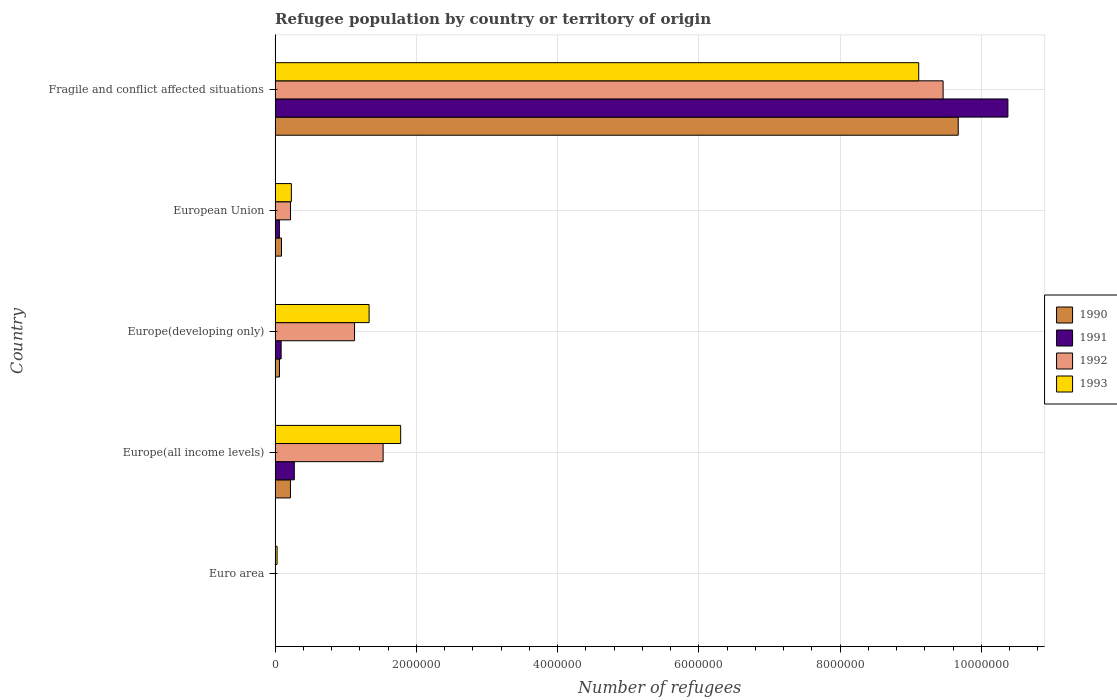 Refugee population by country or territory of origin
Fragile and conflict affected situations
European Union
Europe(developing only)
Europe(all income levels)
Euro area
Country
1990
1991
1992
1993
2000000
4000000
6000000
8000000
10000000
Number of refugees